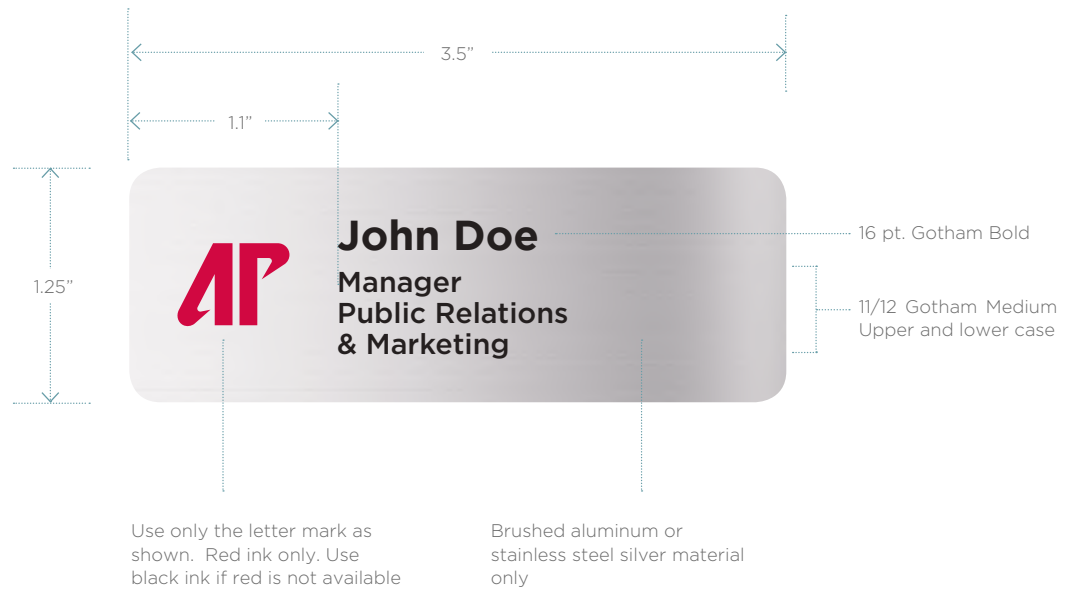 3.5”
1.1”
1.25”
AP
John Doe
Manager
Public Relations
& Marketing
16 pt. Gotham Bold
11/12 Gotham Medium
Upper and lower case
Use only the letter mark as
shown. Red ink only. Use
black ink if red is not available
Brushed aluminum or
stainless steel silver material
only